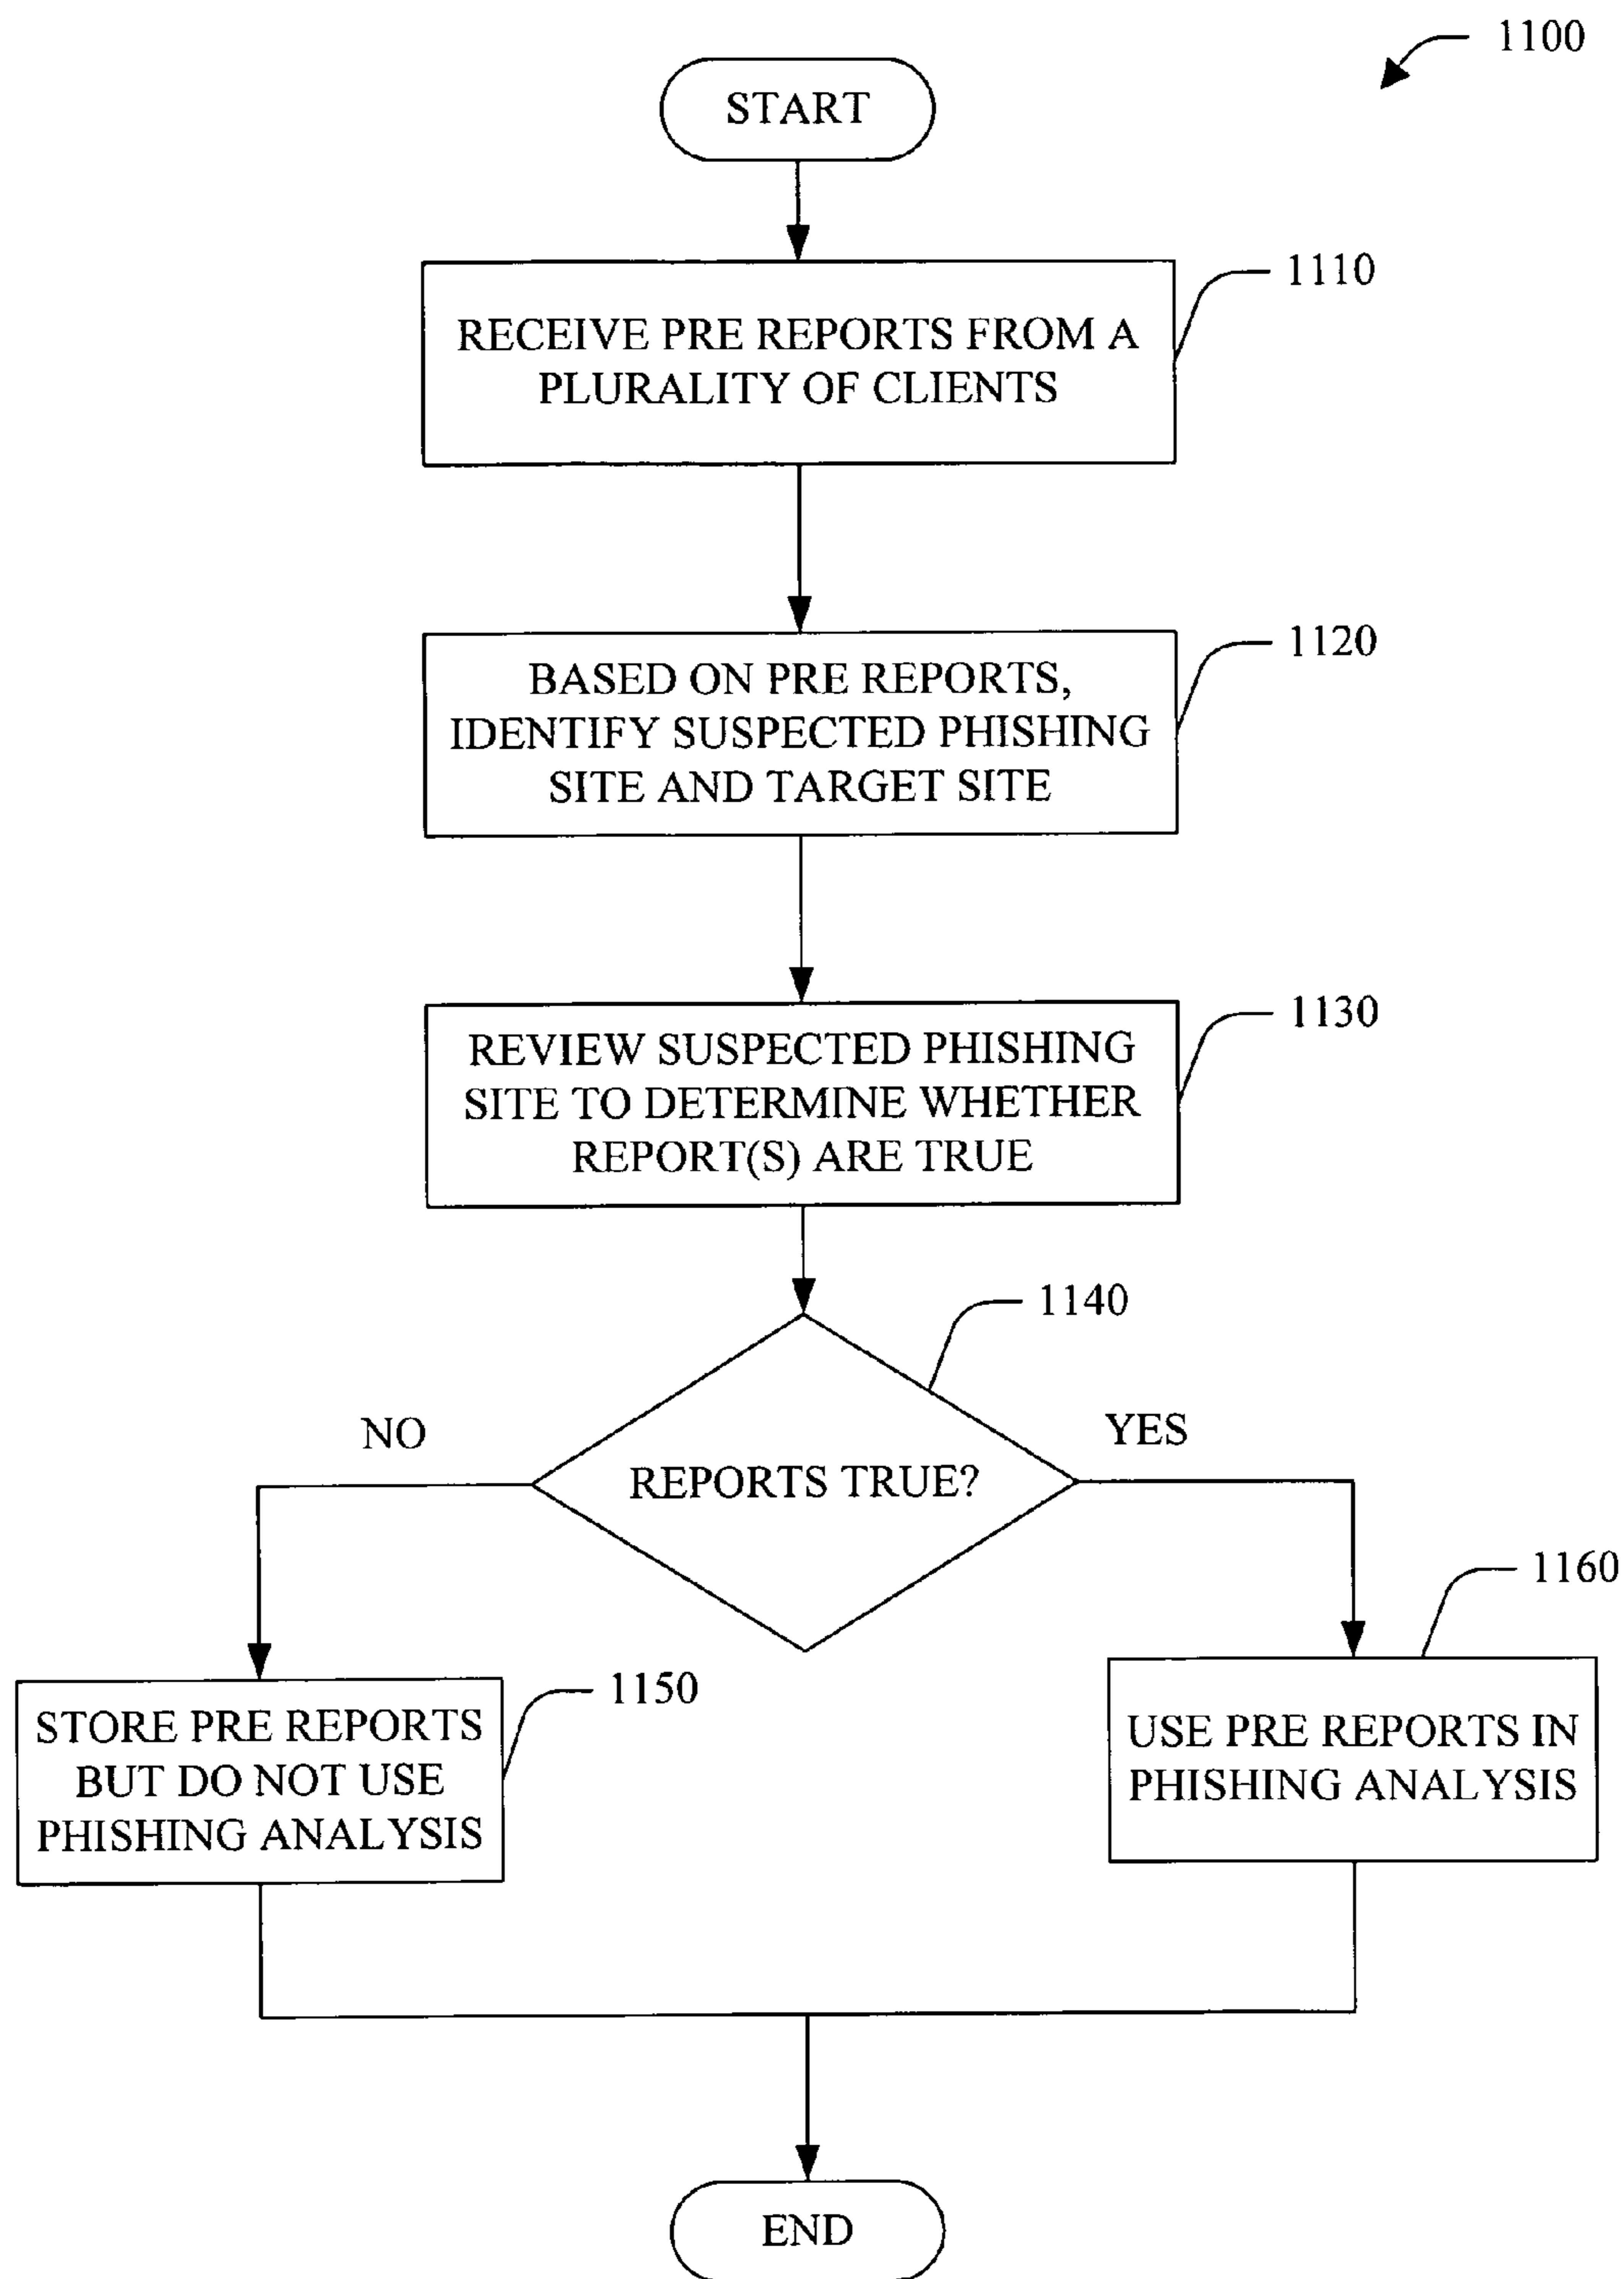 1100
START
1110
RECEIVE PRE REPORTS FROM A
PLURALITY OF CLIENTS
1120
BASED ON PRE REPORTS,
IDENTIFY SUSPECTED PHISHING
SITE AND TARGET SITE
1130
REVIEW SUSPECTED PHISHING
SITE TO DETERMINE WHETHER
REPORT(S) ARE TRUE
1140
NO
YES
REPORTS TRUE?
1160
1150
STORE PRE REPORTS
BUT DO NOT USE
PHISHING ANALYSIS
USE PRE REPORTS IN
PHISHING ANALYSIS
END